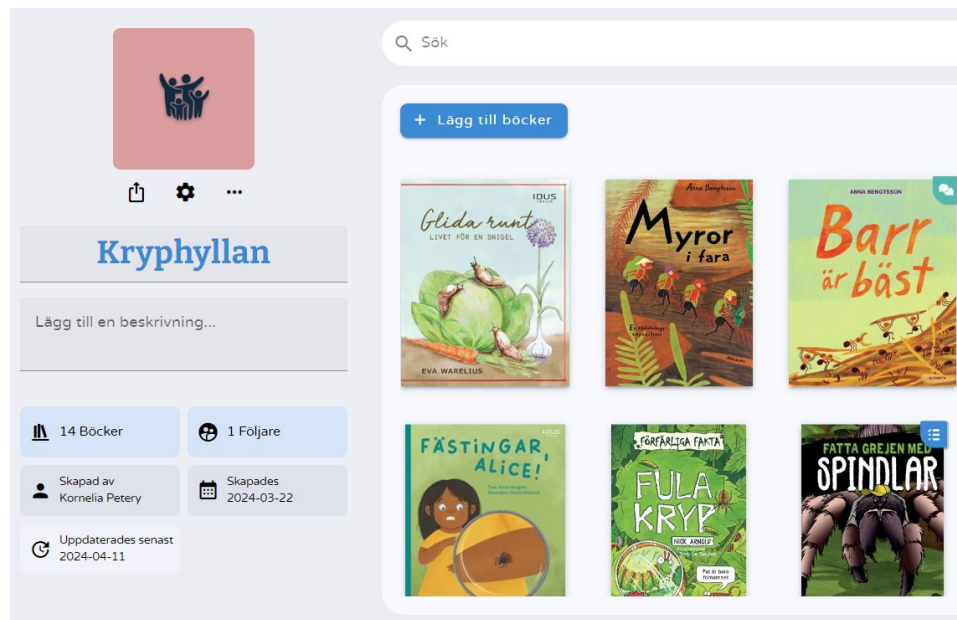 Sök
+ Lägg till böcker
Kryphyllan
Lägg till en beskrivning...
14 Böcker
1 Följare
Skapad av
Kornelia Petery
Skapades
2024-03-22
Uppdaterades senast
2024-04-11
IDUS
Glida runt
LIVET FÖR EN SNIGEL
EVA WARELIUS
Anna Bengtsson
Myror
i fara
ANNA BENGTSSON
Barr
är bäst
IDUS
FÄSTiNGAR,
ALiCE!
FÖRFÄRLIGA FAKTA
FULA
KRYP
NICK ARNOLD
FATTA GREJEN MED
SPINDLAR